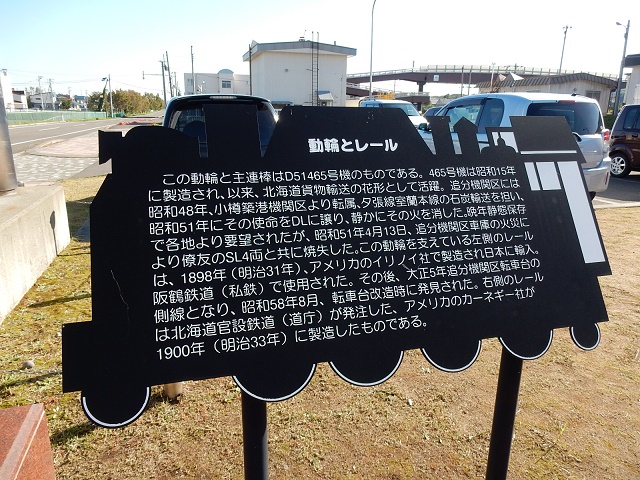 動輪とレール
この動輪と主連棒はD51465号機のものである。465号機は昭和15年
に製造され、以来、北海道貨物輸送の花形として活躍。追分機関区には
昭和48年、小樽築港機関区より転属、夕張線室蘭本線の石炭輸送を担い、
昭和51年にその使命をDLに譲り、静かにその火を消した。晩年静態保存
で各地より要望されたが、昭和51年4月13日、追分機関区車庫の火災に
より僚友のSL4両と共に焼失した。この動輪を支えている左側のレール
は、1898年（明治31年）、アメリカのイリノイ社で製造され日本に輸入。
阪鶴鉄道（私鉄）で使用された。その後、大正5年追分機関区転車台の
側線となり、昭和58年8月、転車台改造時に発見された。右側のレール
は北海道官設鉄道（道庁）が発注した、アメリカのカーネギー社が
1900年（明治33年）に製造したものである。